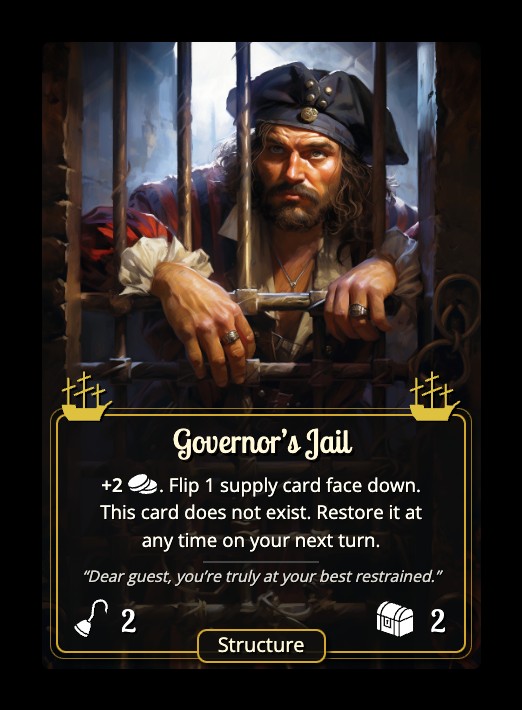 Governor's Jail
+2 . Flip 1 supply card face down.
This card does not exist. Restore it at
any time on your next turn.
“Dear guest, you’re truly at your best restrained.”
2 2
Structure